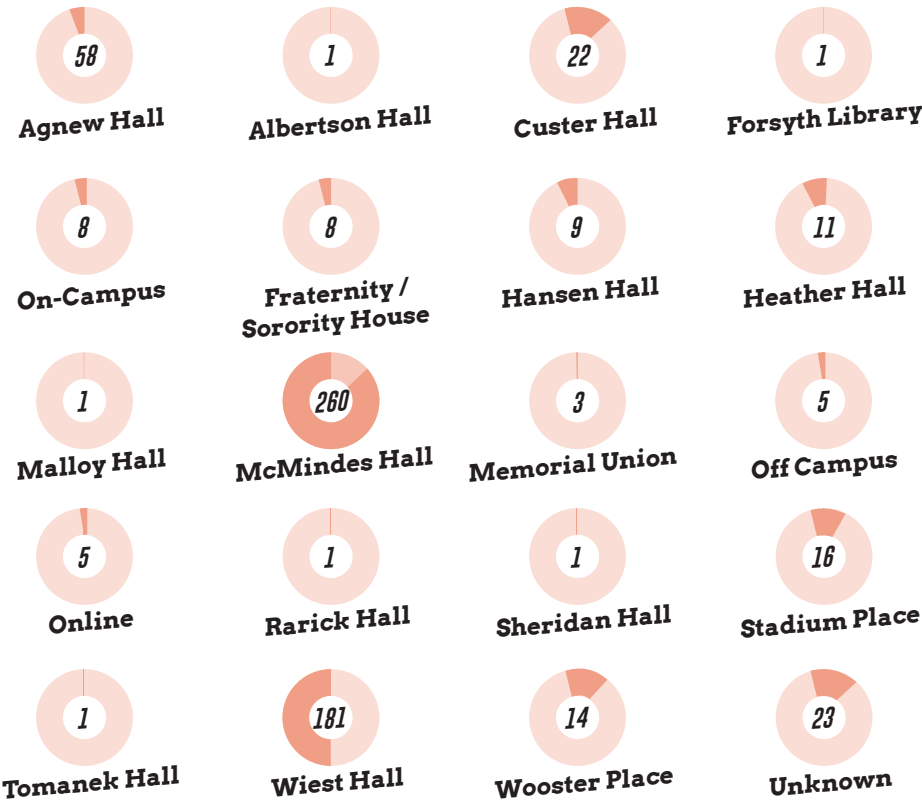 58
Agnew Hall
1
Albertson Hall
22
Custer Hall
1
Forsyth Library
8
On-Campus
8
Fraternity /
Sorority House
9
Hansen Hall
11
Heather Hall
1
Malloy Hall
260
McMindes Hall
3
Memorial Union
5
Off Campus
5
Online
1
Rarick Hall
1
Sheridan Hall
16
Stadium Place
1
Tomanek Hall
181
Wiest Hall
14
Wooster Place
23
Unknown